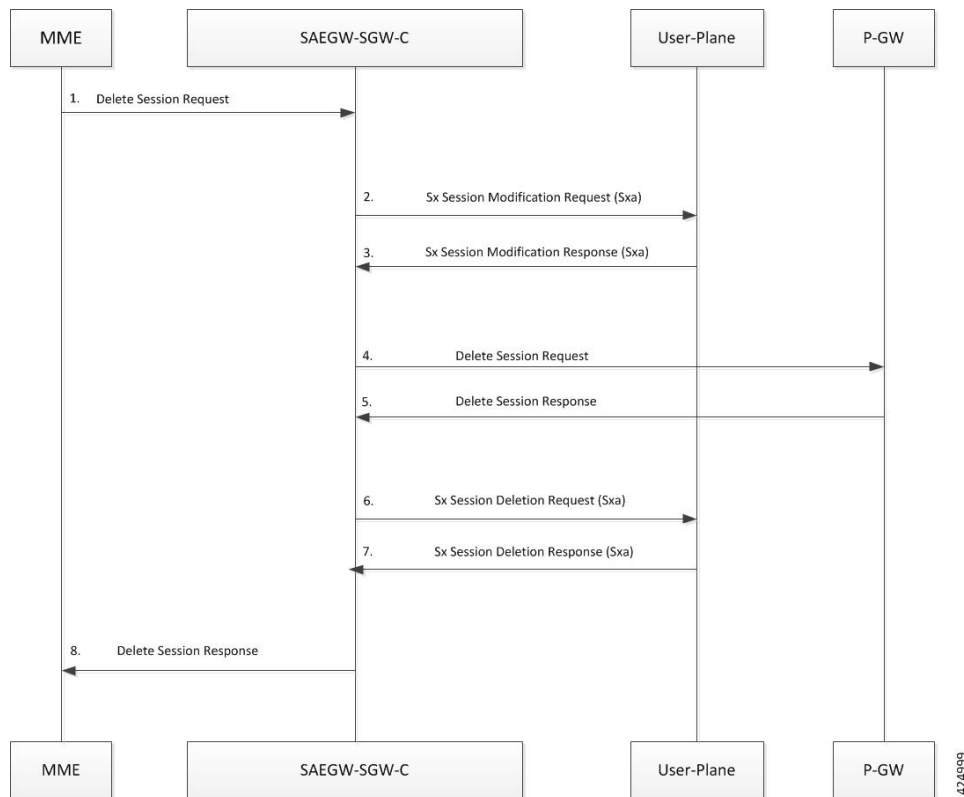 MME
SAEGW-SGW-C
User-Plane
P-GW
1. Delete Session Request
2. Sx Session Modification Request (Sxa)
3. Sx Session Modification Response (Sxa)
4. Delete Session Request
5. Delete Session Response
6. Sx Session Deletion Request (Sxa)
7. Sx Session Deletion Response (Sxa)
8. Delete Session Response
MME
SAEGW-SGW-C
User-Plane
P-GW
424999